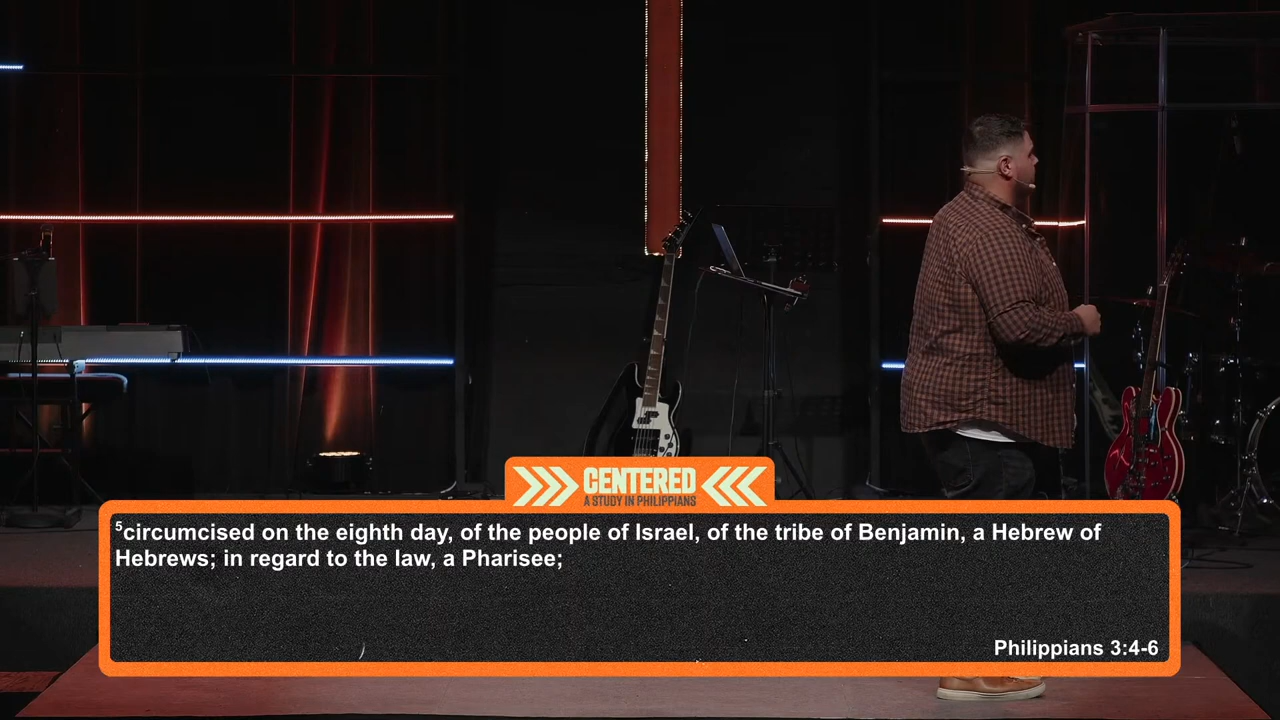 CENTERED
A STUDY IN PHILIPPIANS
⁵circumcised on the eighth day, of the people of Israel, of the tribe of Benjamin, a Hebrew of
Hebrews; in regard to the law, a Pharisee;
Philippians 3:4-6